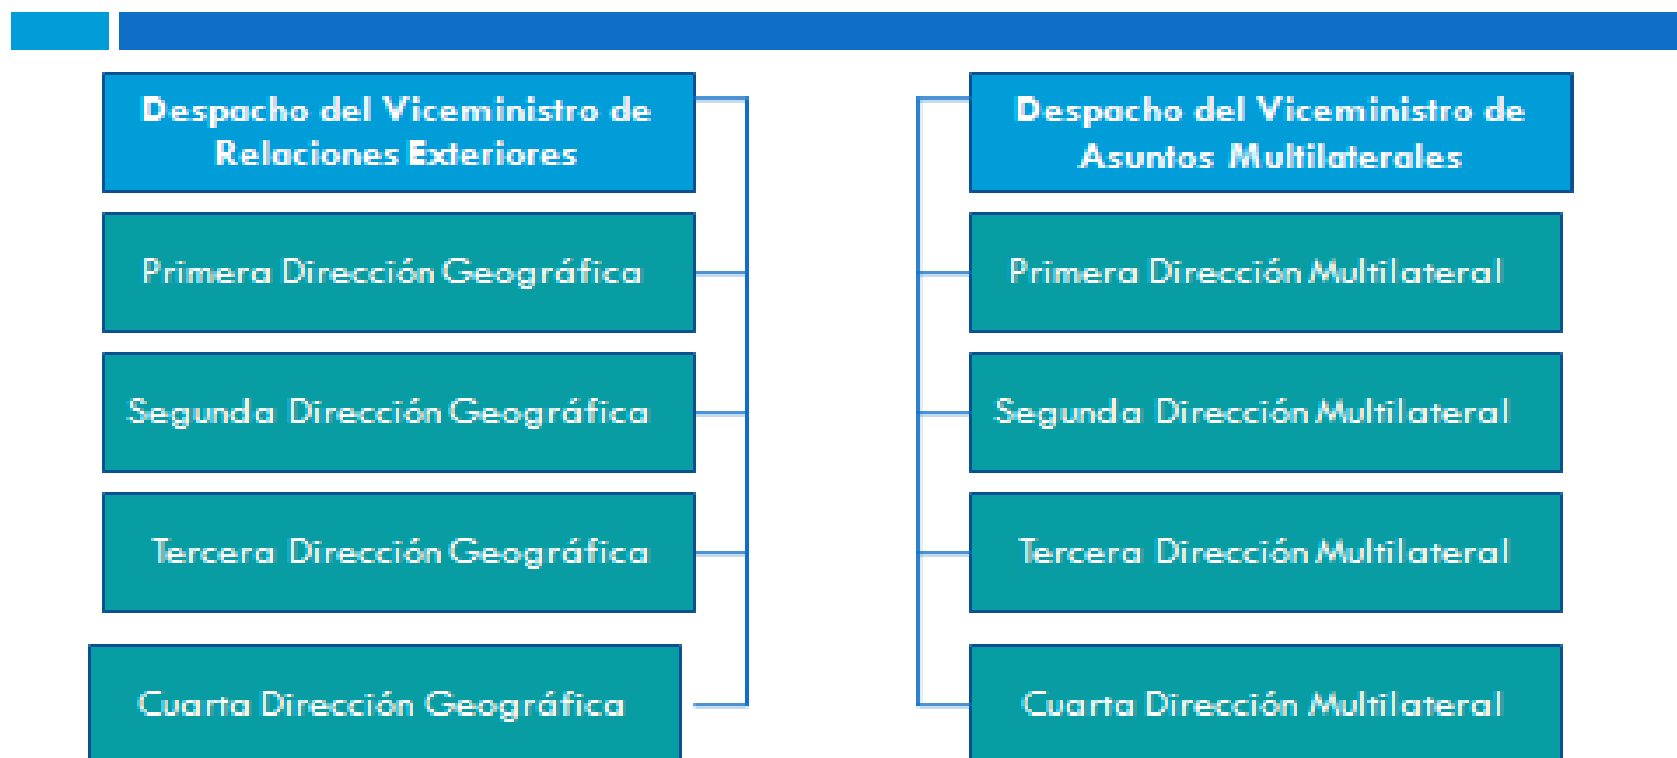 Despacho del Viceministro de
Relaciones Exteriores
Primera Dirección Geográfica
Segunda Dirección Geográfica
Tercera Dirección Geográfica
Cuarta Dirección Geográfica
Despacho del Viceministro de
Asuntos Multilaterales
Primera Dirección Multilateral
Segunda Dirección Multilateral
Tercera Dirección Multilateral
Cuarta Dirección Multilateral